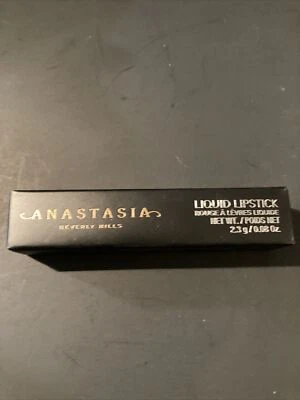 ANASTASIA
BEVERLY HILLS
LIQUID LIPSTICK
ROUGE À LÈVRES LIQUIDE
NET WT. / POIDS NET
2.3 g / 0.08 Oz.